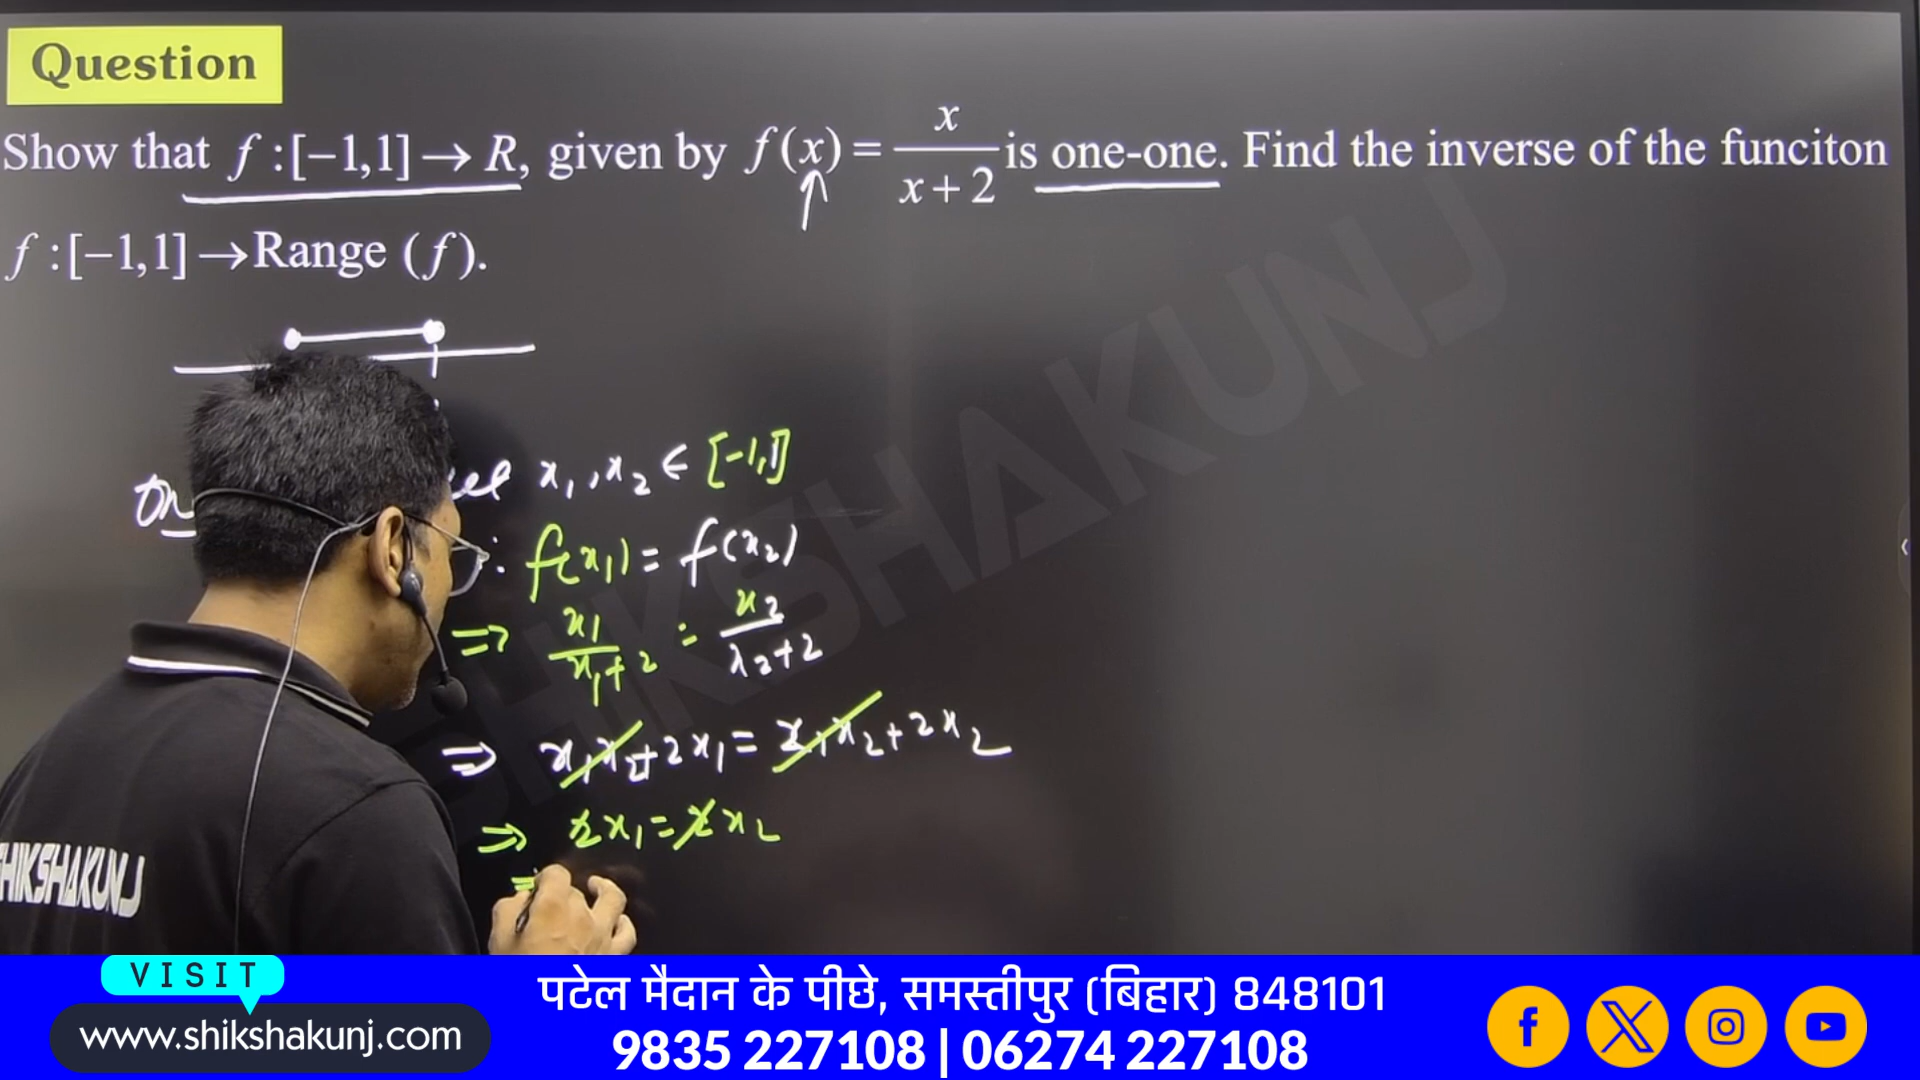 Question
Show that f : [−1,1] → R, given by f(x) = x/(x+2) is one-one. Find the inverse of the funciton
f : [−1,1] → Range (f).
x₁, x₂ ∈ [-1,1]
∴ f(x₁) = f(x₂)
⇒ x₁/(x₁+2) = x₂/(x₂+2)
⇒ x₁x₂+2x₁ = x₁x₂+2x₂
⇒ 2x₁ = 2x₂
SHIKSHAKUNJ
HIKSHAKUNJ
VISIT
www.shikshakunj.com
पटेल मैदान के पीछे, समस्तीपुर (बिहार) 848101
9835 227108 | 06274 227108